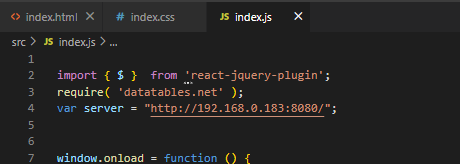 index.html
index.css
JS index.js
src > JS index.js > ...
1
2 import { $ }  from 'react-jquery-plugin';
3 require( 'datatables.net' );
4 var server = "http://192.168.0.183:8080/";
5
6
7 window.onload = function () {